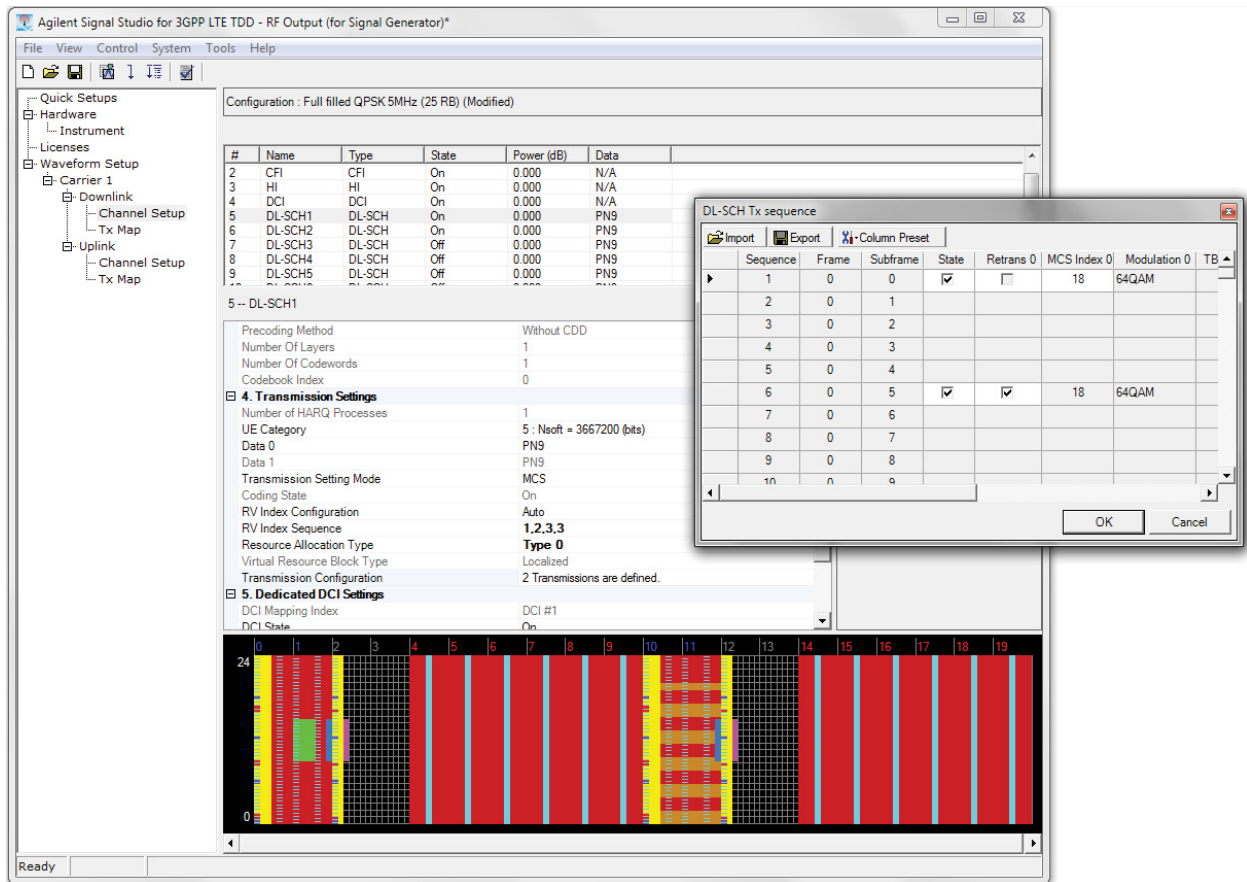 Agilent Signal Studio for 3GPP LTE TDD - RF Output (for Signal Generator)*
File View Control System Tools Help
Quick Setups
Hardware
Instrument
Licenses
Waveform Setup
Carrier 1
Downlink
Channel Setup
Tx Map
Uplink
Channel Setup
Tx Map
Configuration : Full filled QPSK 5MHz (25 RB) (Modified)
# Name Type State Power (dB) Data
2 CFI CFI On 0.000 N/A
3 HI HI On 0.000 N/A
4 DCI DCI On 0.000 N/A
5 DL-SCH1 DL-SCH On 0.000 PN9
6 DL-SCH2 DL-SCH On 0.000 PN9
7 DL-SCH3 DL-SCH Off 0.000 PN9
8 DL-SCH4 DL-SCH Off 0.000 PN9
9 DL-SCH5 DL-SCH Off 0.000 PN9
5 -- DL-SCH1
Precoding Method Without CDD
Number Of Layers 1
Number Of Codewords 1
Codebook Index 0
4. Transmission Settings
Number of HARQ Processes 1
UE Category 5 : Nsoft = 3667200 (bits)
Data 0 PN9
Data 1 PN9
Transmission Setting Mode MCS
Coding State On
RV Index Configuration Auto
RV Index Sequence 1,2,3,3
Resource Allocation Type Type 0
Virtual Resource Block Type Localized
Transmission Configuration 2 Transmissions are defined.
5. Dedicated DCI Settings
DCI Mapping Index DCI #1
DCI State On
DL-SCH Tx sequence
Import Export Column Preset
Sequence Frame Subframe State Retrans 0 MCS Index 0 Modulation 0 TB
1 0 0 18 64QAM
2 0 1
3 0 2
4 0 3
5 0 4
6 0 5 18 64QAM
7 0 6
8 0 7
9 0 8
10 0 9
OK Cancel
0 1 2 3 4 5 6 7 8 9 10 11 12 13 14 15 16 17 18 19
24
0
Ready